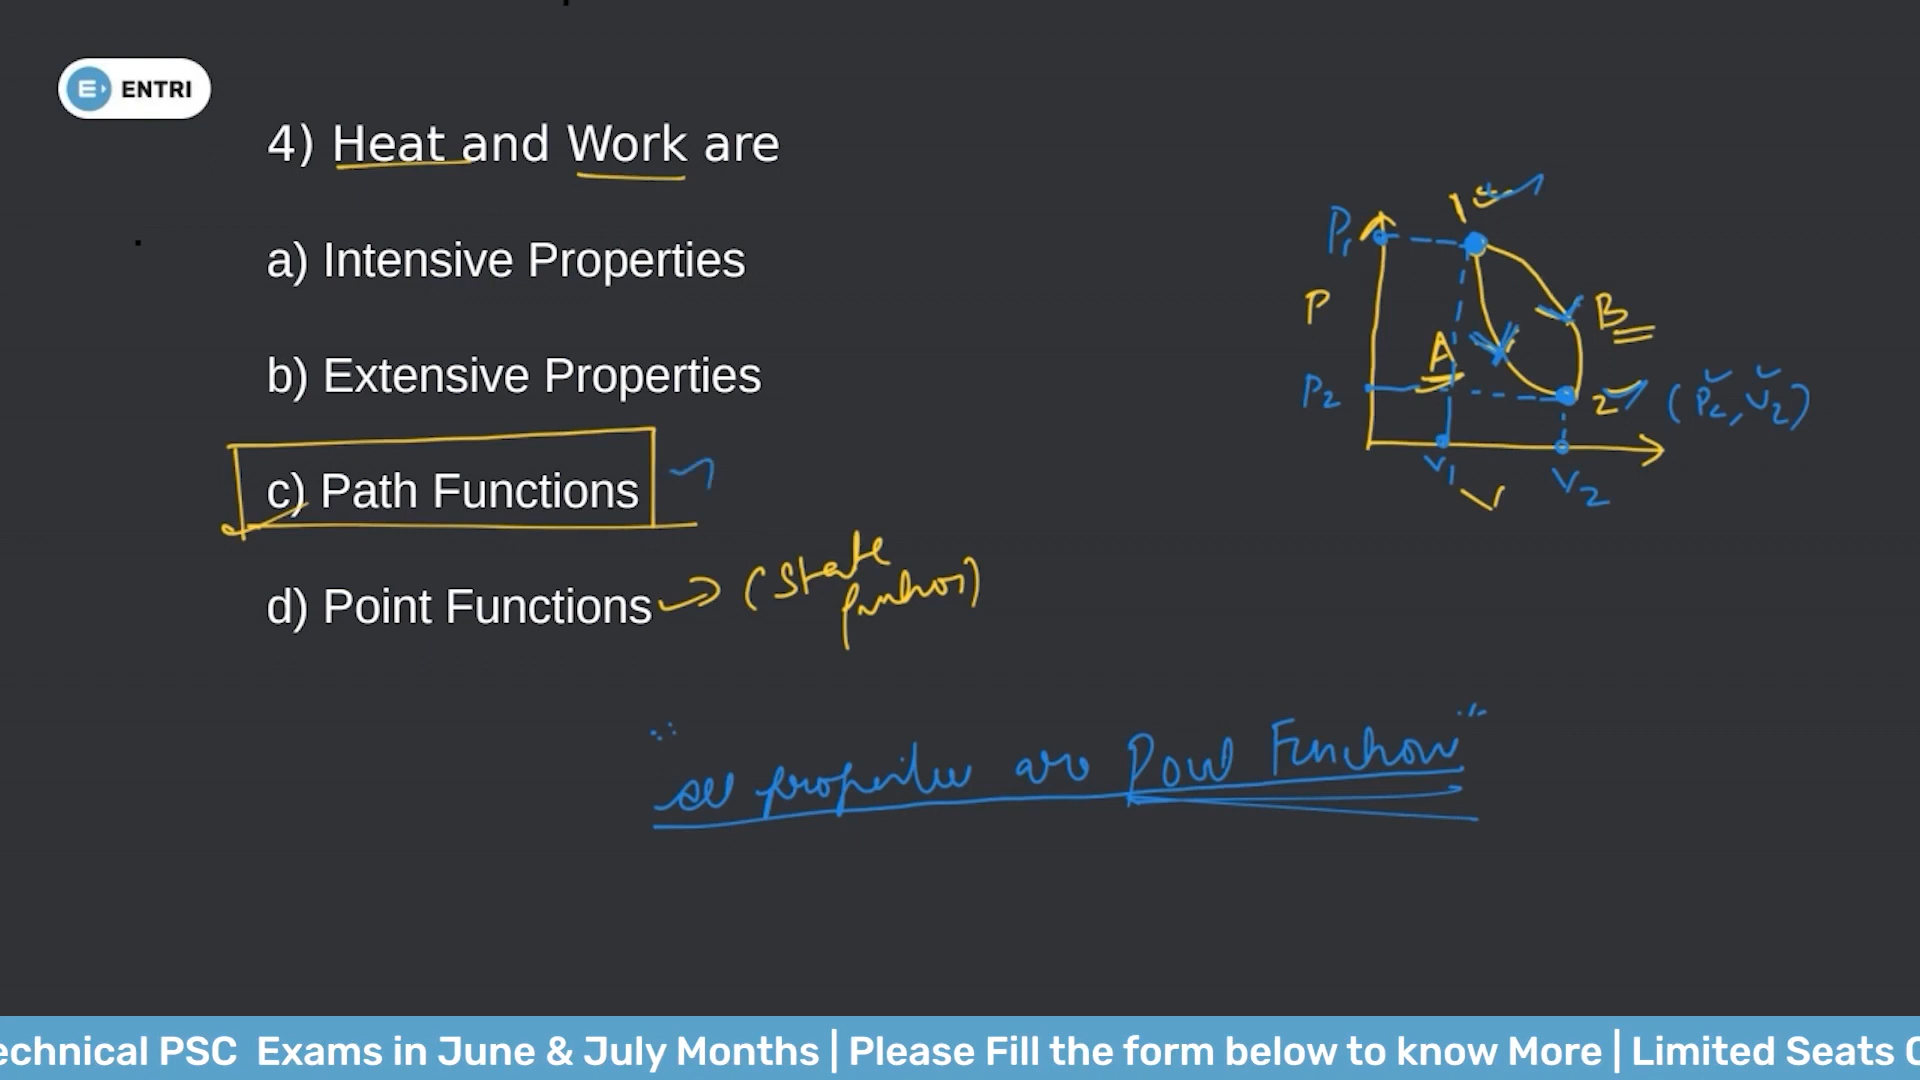 ENTRI
4) Heat and Work are
a) Intensive Properties
b) Extensive Properties
c) Path Functions
d) Point Functions → (State
function)
1
P1
P
B
A
P2
2 (P2, V2)
V1
V2
V
properties are Point Function
echnical PSC Exams in June & July Months | Please Fill the form below to know More | Limited Seats